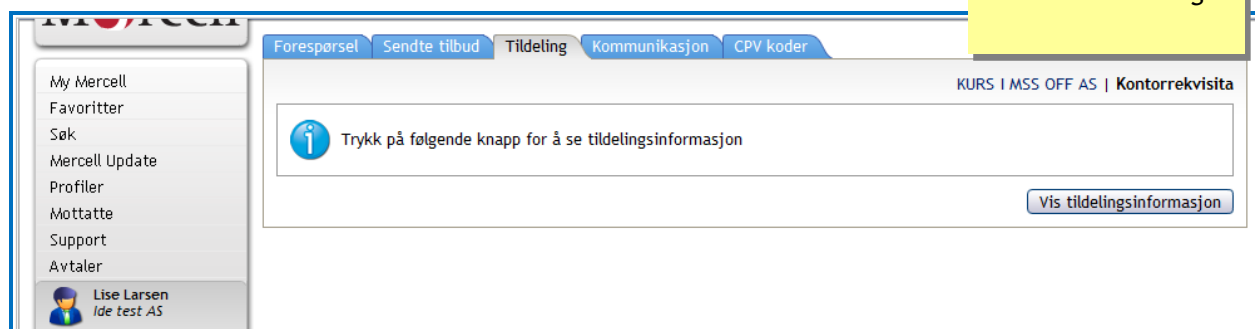 Forespørsel Sendte tilbud Tildeling Kommunikasjon CPV koder
KURS I MSS OFF AS | Kontorrekvisita
Trykk på følgende knapp for å se tildelingsinformasjon
Vis tildelingsinformasjon
My Mercell
Favoritter
Søk
Mercell Update
Profiler
Mottatte
Support
Avtaler
Lise Larsen
Ide test AS